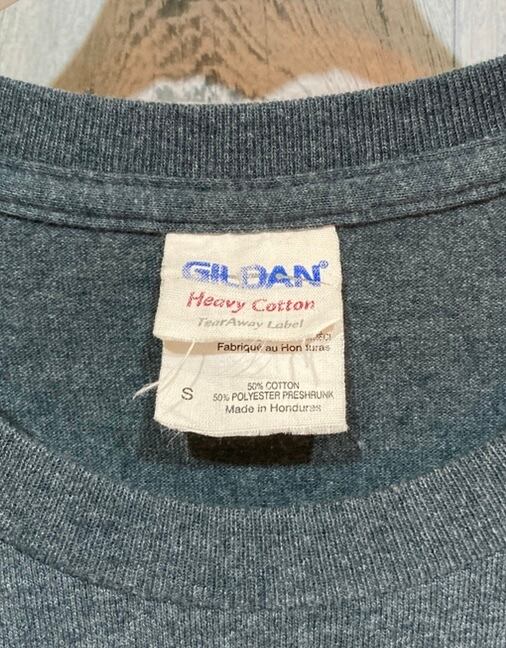 GILDAN®
Heavy Cotton
TearAway Label
Fabriqué au Honduras
S
50% COTTON
50% POLYESTER PRESHRUNK
Made in Honduras